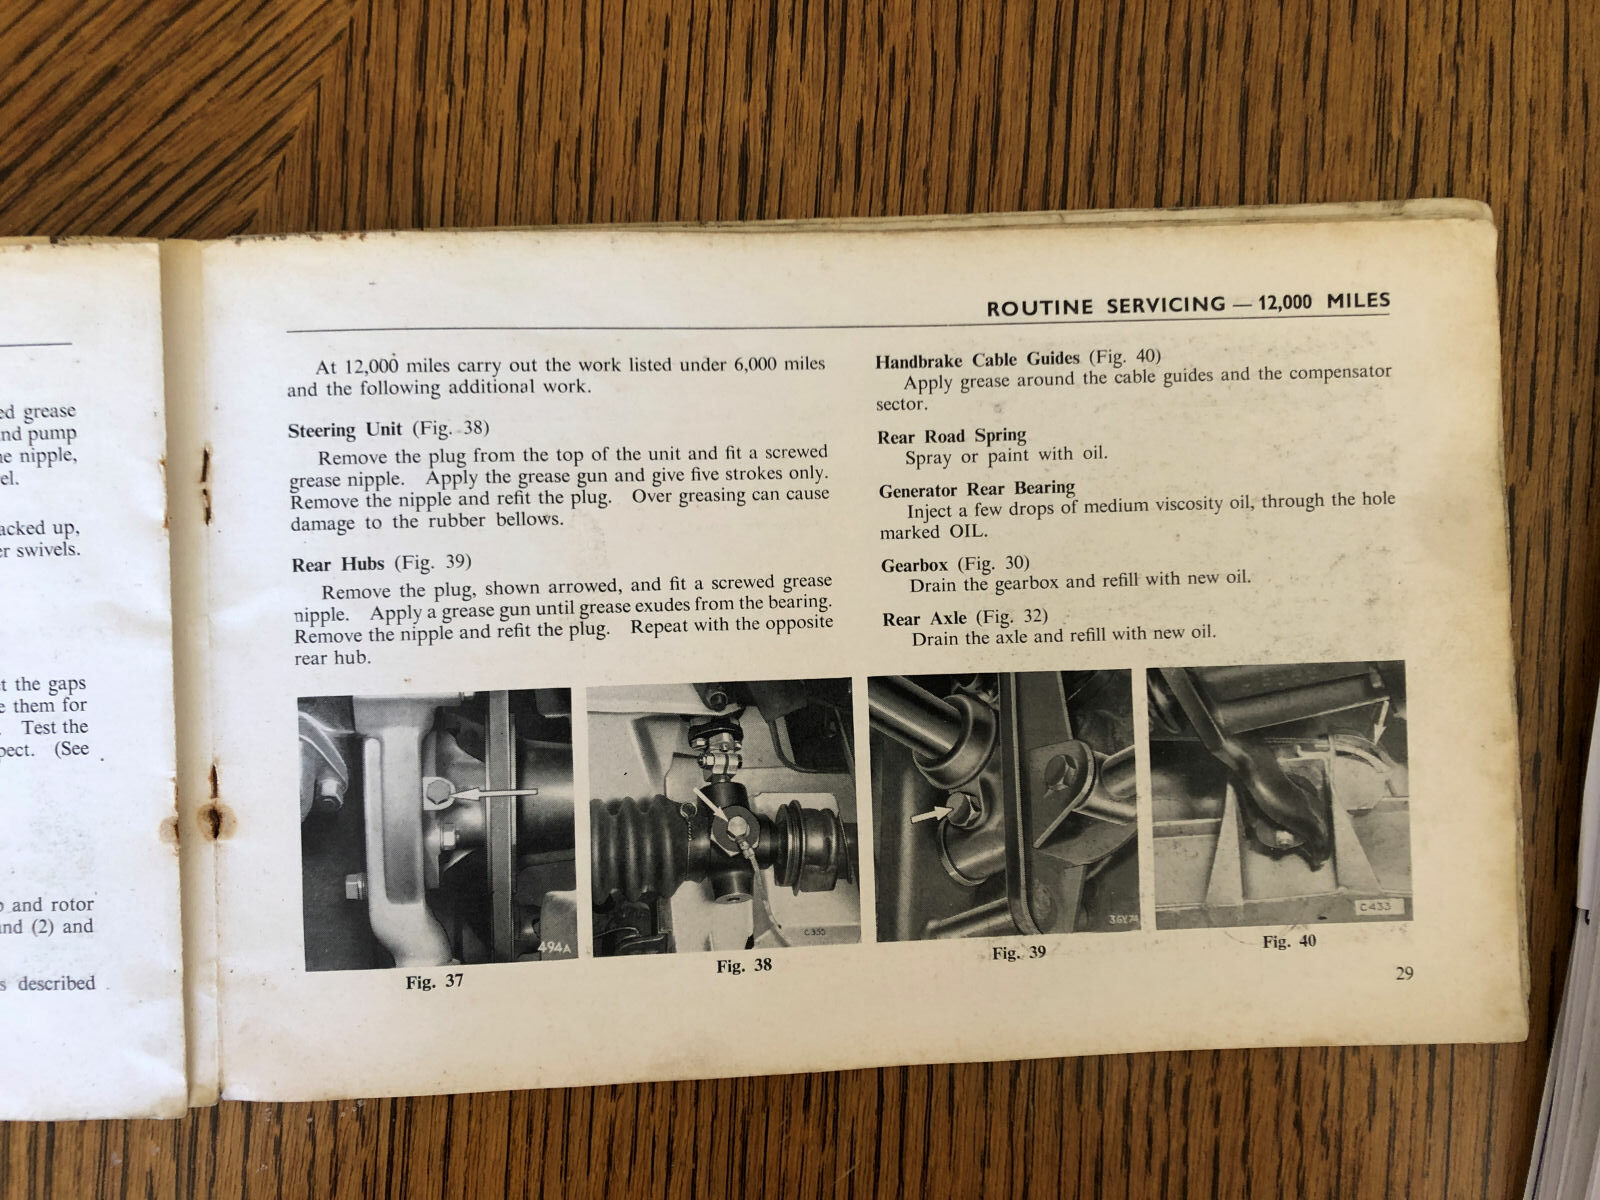 ed grease
nd pump
ne nipple,
el.
acked up,
er swivels.
t the gaps
e them for
. Test the
pect. (See
and rotor
and (2) and
s described
ROUTINE SERVICING — 12,000 MILES
At 12,000 miles carry out the work listed under 6,000 miles
and the following additional work.
Steering Unit (Fig. 38)
Remove the plug from the top of the unit and fit a screwed
grease nipple. Apply the grease gun and give five strokes only.
Remove the nipple and refit the plug. Over greasing can cause
damage to the rubber bellows.
Rear Hubs (Fig. 39)
Remove the plug, shown arrowed, and fit a screwed grease
nipple. Apply a grease gun until grease exudes from the bearing.
Remove the nipple and refit the plug. Repeat with the opposite
rear hub.
Handbrake Cable Guides (Fig. 40)
Apply grease around the cable guides and the compensator
sector.
Rear Road Spring
Spray or paint with oil.
Generator Rear Bearing
Inject a few drops of medium viscosity oil, through the hole
marked OIL.
Gearbox (Fig. 30)
Drain the gearbox and refill with new oil.
Rear Axle (Fig. 32)
Drain the axle and refill with new oil.
494A
C433
Fig. 37
Fig. 38
Fig. 39
Fig. 40
29